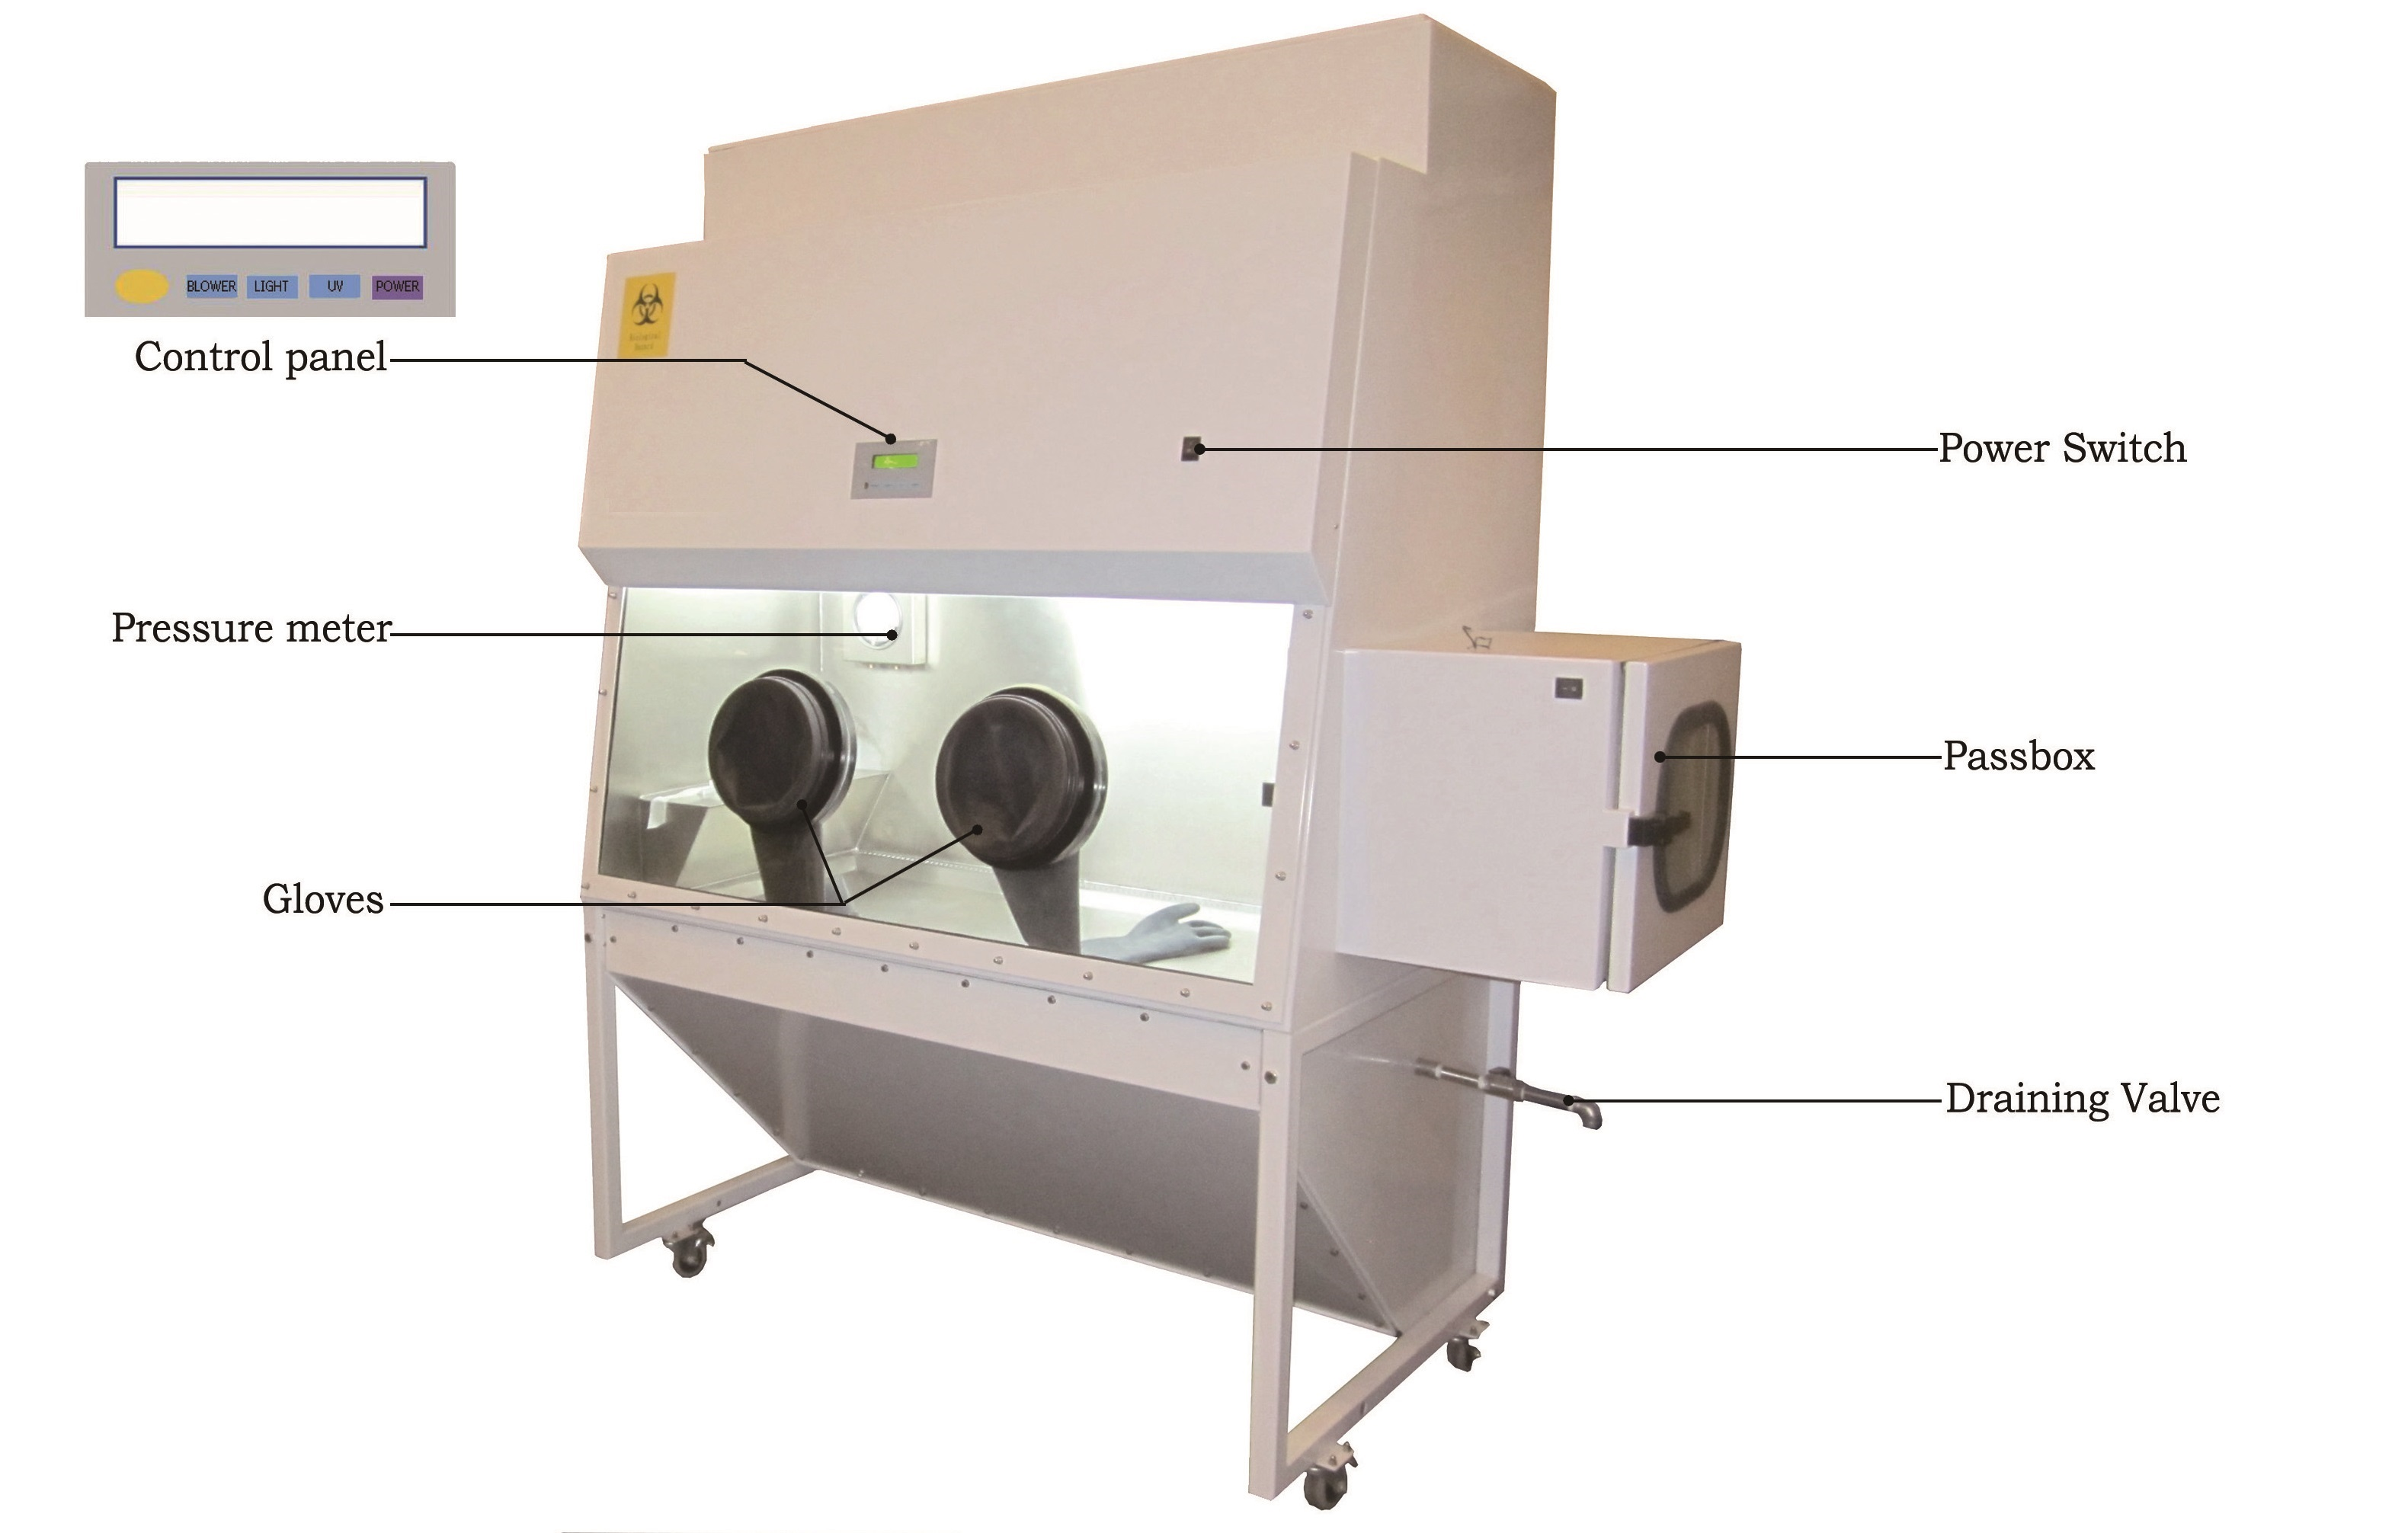 BLOWER LIGHT UV POWER
Control panel
Power Switch
Pressure meter
Passbox
Gloves
Draining Valve